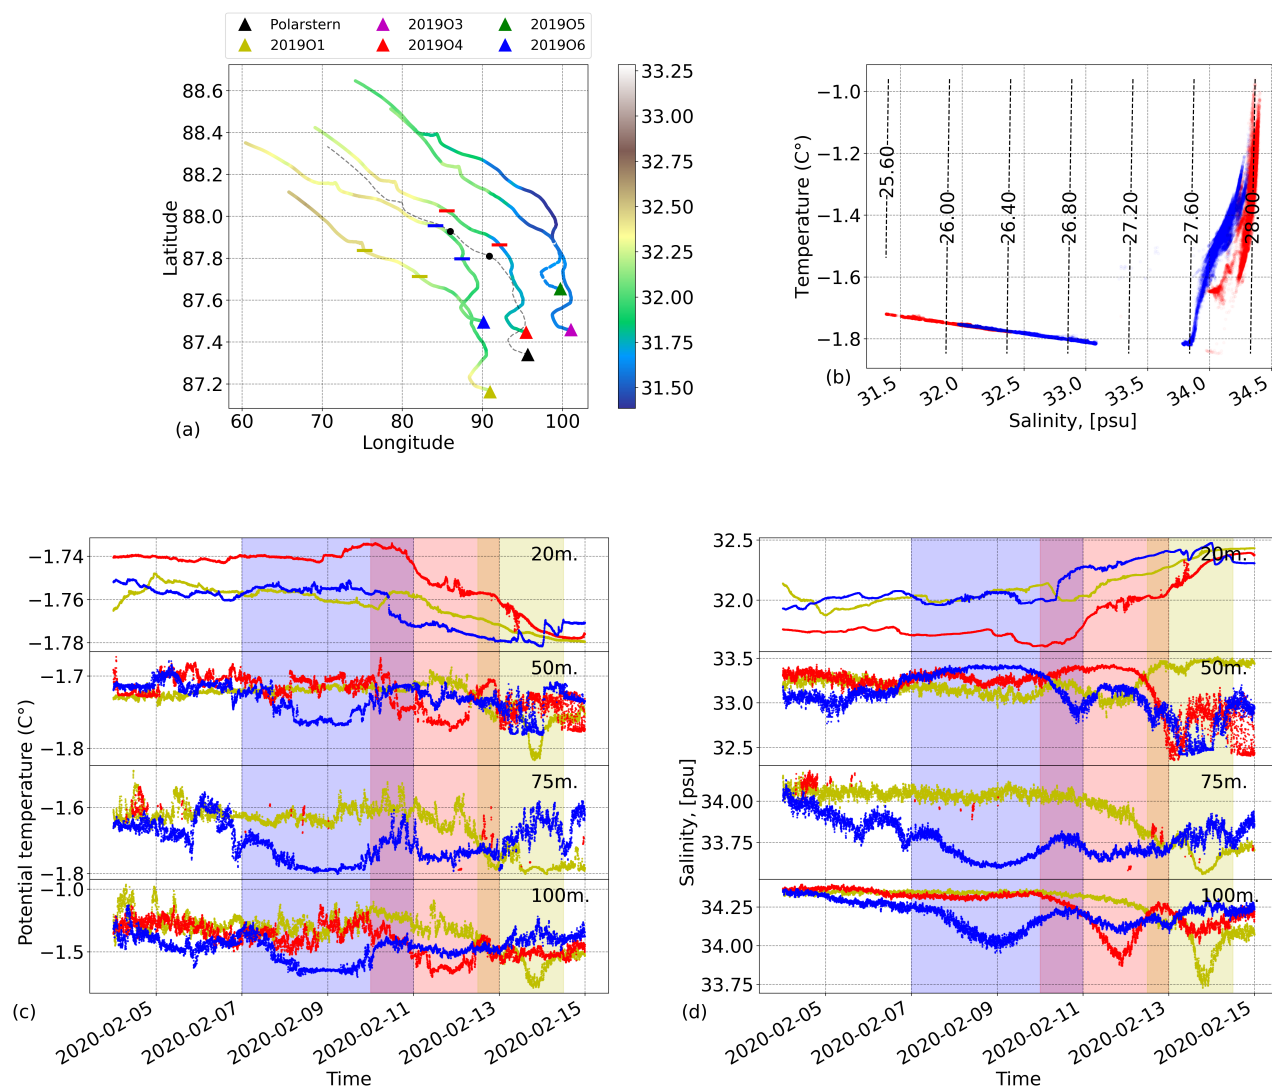 Polarstern 2019O3 2019O5
2019O1 2019O4 2019O6
88.6
88.4
88.2
88.0
87.8
87.6
87.4
87.2
Latitude
60 70 80 90 100
Longitude
(a)
33.25
33.00
32.75
32.50
32.25
32.00
31.75
31.50
−1.0
−1.2
−1.4
−1.6
−1.8
Temperature (C°)
25.60 26.00 26.40 26.80 27.20 27.60 28.00
31.5 32.0 32.5 33.0 33.5 34.0 34.5
Salinity, [psu]
(b)
−1.74
−1.76
−1.78
20m.
−1.7
−1.8
50m.
−1.6
−1.8
75m.
−1.0
−1.5
100m.
Potential temperature (C°)
2020-02-05 2020-02-07 2020-02-09 2020-02-11 2020-02-13 2020-02-15
Time
(c)
32.5
32.0
20m.
33.5
33.0
32.5
50m.
34.00
33.75
75m.
34.25
34.00
33.75
100m.
Salinity, [psu]
2020-02-05 2020-02-07 2020-02-09 2020-02-11 2020-02-13 2020-02-15
Time
(d)